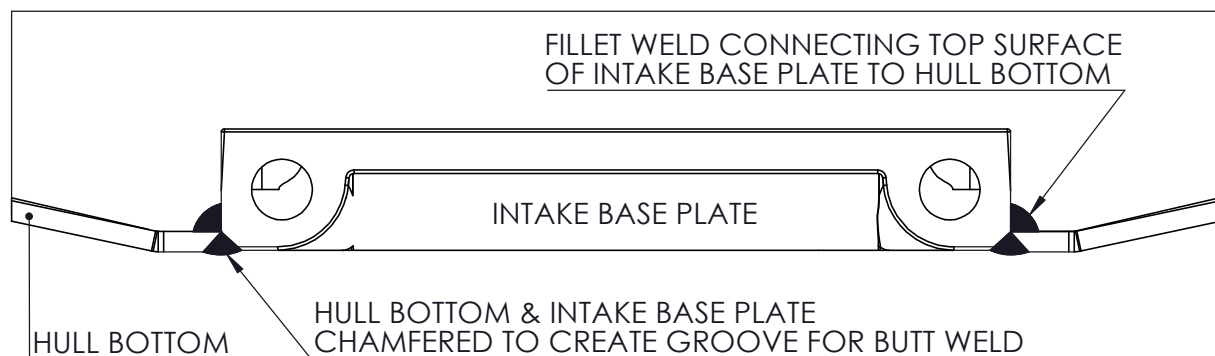 FILLET WELD CONNECTING TOP SURFACE
OF INTAKE BASE PLATE TO HULL BOTTOM
INTAKE BASE PLATE
HULL BOTTOM & INTAKE BASE PLATE
CHAMFERED TO CREATE GROOVE FOR BUTT WELD
HULL BOTTOM